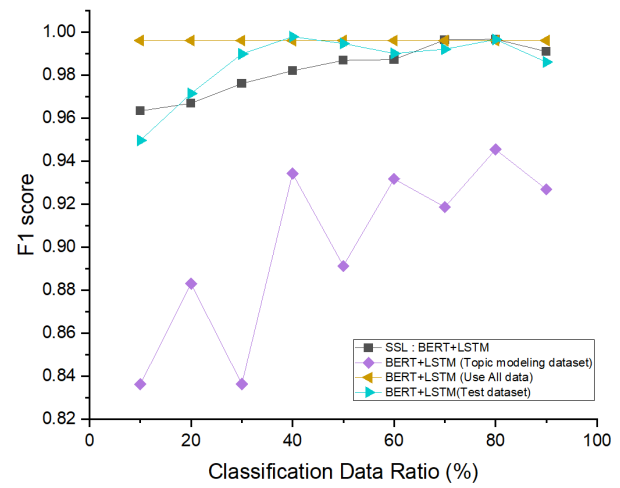 1.00
0.98
0.96
0.94
0.92
0.90
0.88
0.86
0.84
0.82
F1 score
SSL : BERT+LSTM
BERT+LSTM (Topic modeling dataset)
BERT+LSTM (Use All data)
BERT+LSTM(Test dataset)
0 20 40 60 80 100
Classification Data Ratio (%)